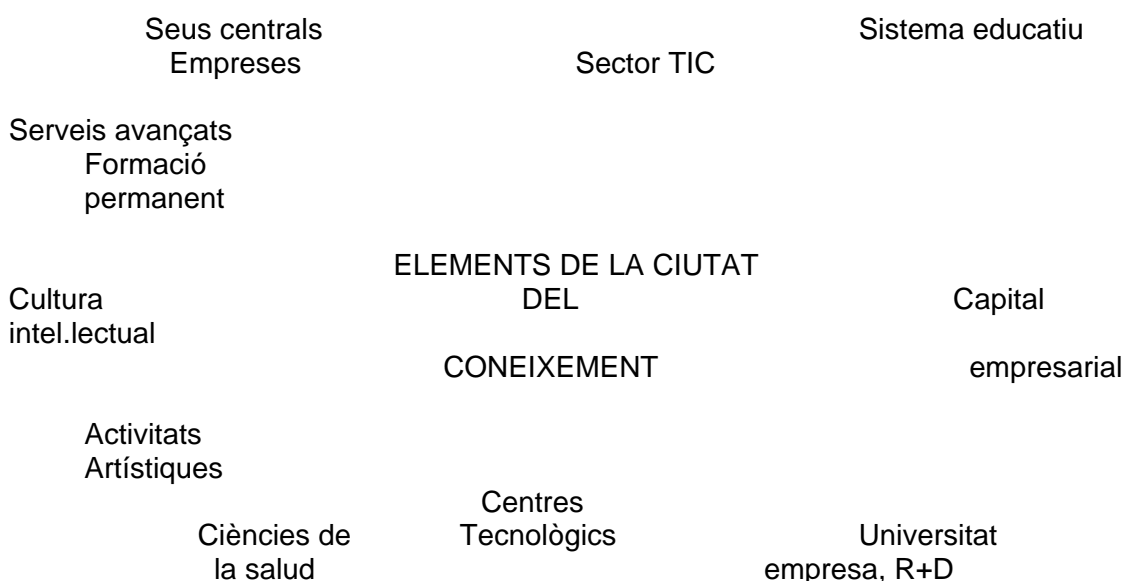 Seus centrals Sistema educatiu
Empreses Sector TIC
Serveis avançats
Formació
permanent
ELEMENTS DE LA CIUTAT
Cultura DEL Capital
intel.lectual
CONEIXEMENT empresarial
Activitats
Artístiques
Centres
Ciències de Tecnològics Universitat
la salud empresa, R+D